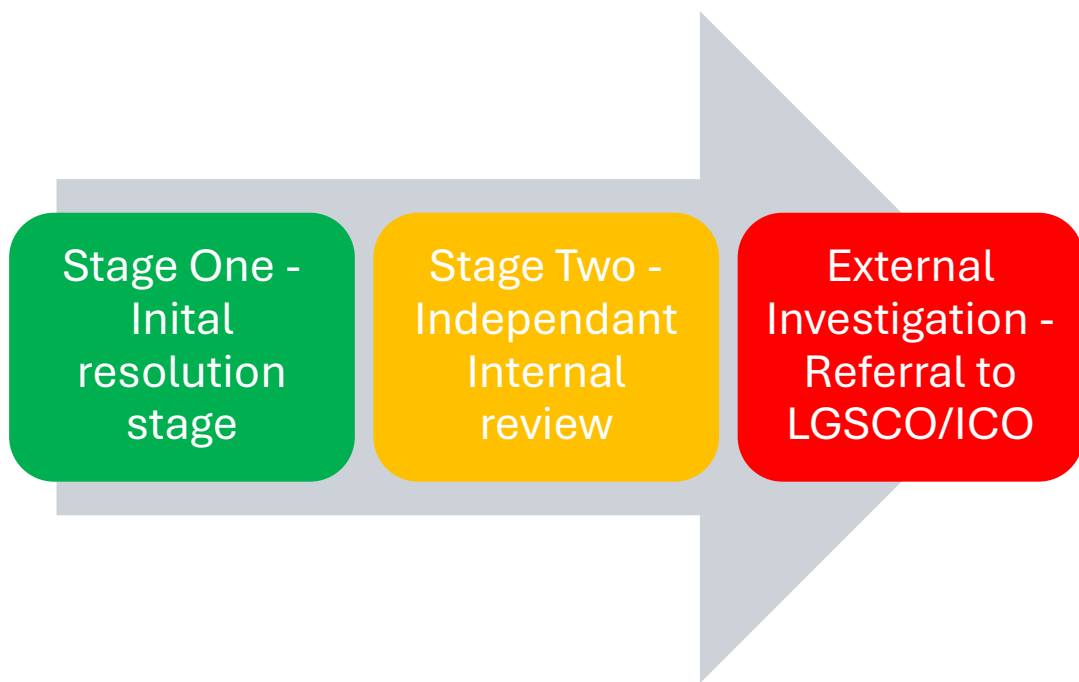 Stage One -
Inital
resolution
stage
Stage Two -
Independant
Internal
review
External
Investigation -
Referral to
LGSCO/ICO